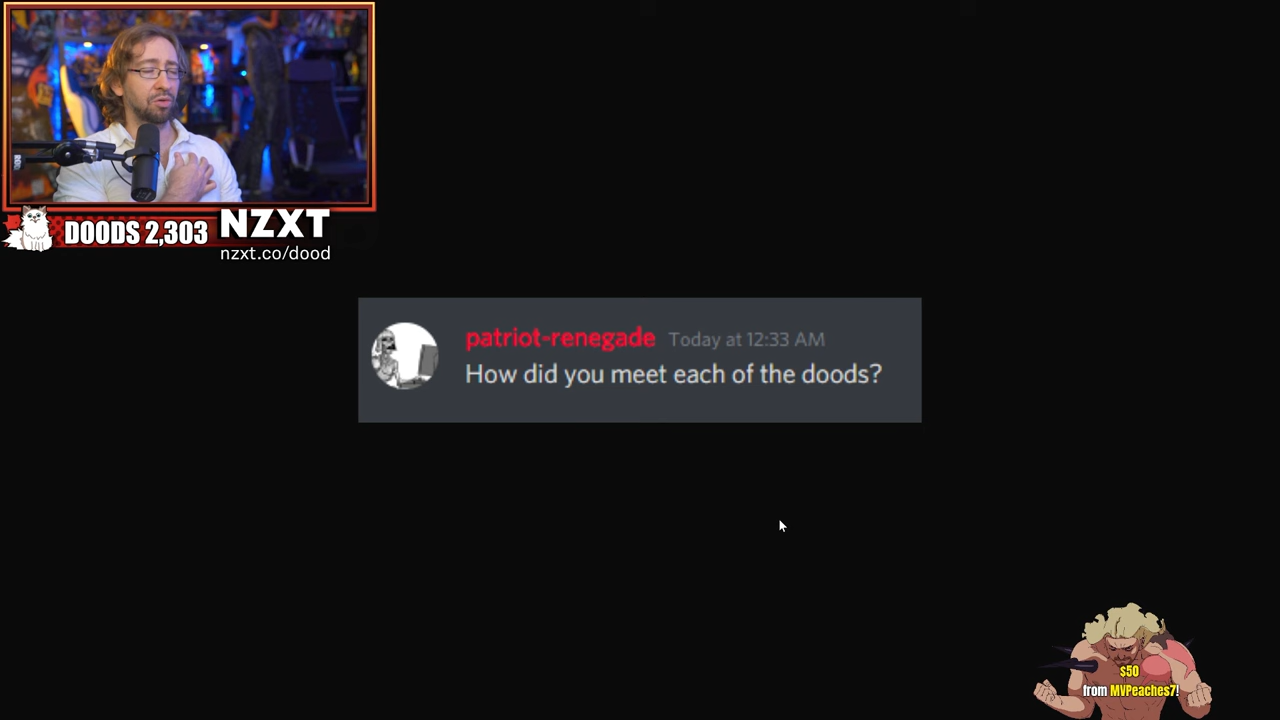 DOODS 2,303
NZXT
nzxt.co/dood
patriot-renegade Today at 12:33 AM
How did you meet each of the doods?
$50
from MVPeaches7!